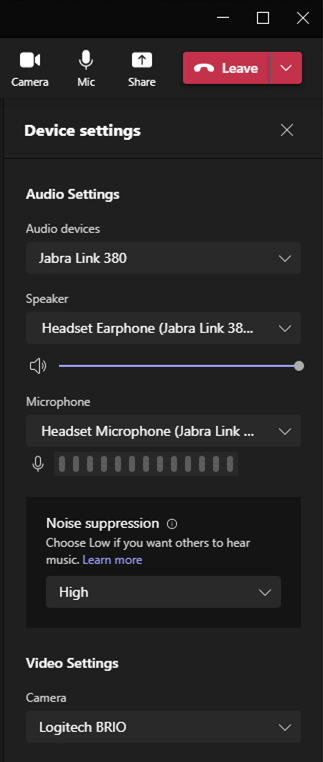 Camera Mic Share Leave
Device settings
Audio Settings
Audio devices
Jabra Link 380
Speaker
Headset Earphone (Jabra Link 38...
Microphone
Headset Microphone (Jabra Link ...
Noise suppression
Choose Low if you want others to hear
music. Learn more
High
Video Settings
Camera
Logitech BRIO